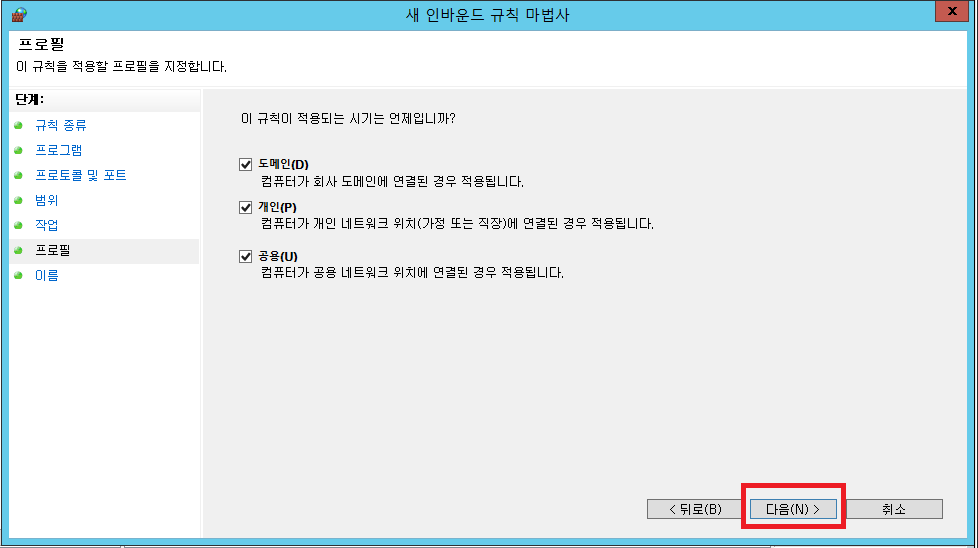 새 인바운드 규칙 마법사
x
프로필
이 규칙을 적용할 프로필을 지정합니다.
단계:
규칙 종류
프로그램
프로토콜 및 포트
범위
작업
프로필
이름
이 규칙이 적용되는 시기는 언제입니까?
도메인(D)
컴퓨터가 회사 도메인에 연결된 경우 적용됩니다.
개인(P)
컴퓨터가 개인 네트워크 위치(가정 또는 직장)에 연결된 경우 적용됩니다.
공용(U)
컴퓨터가 공용 네트워크 위치에 연결된 경우 적용됩니다.
< 뒤로(B)
다음(N) >
취소